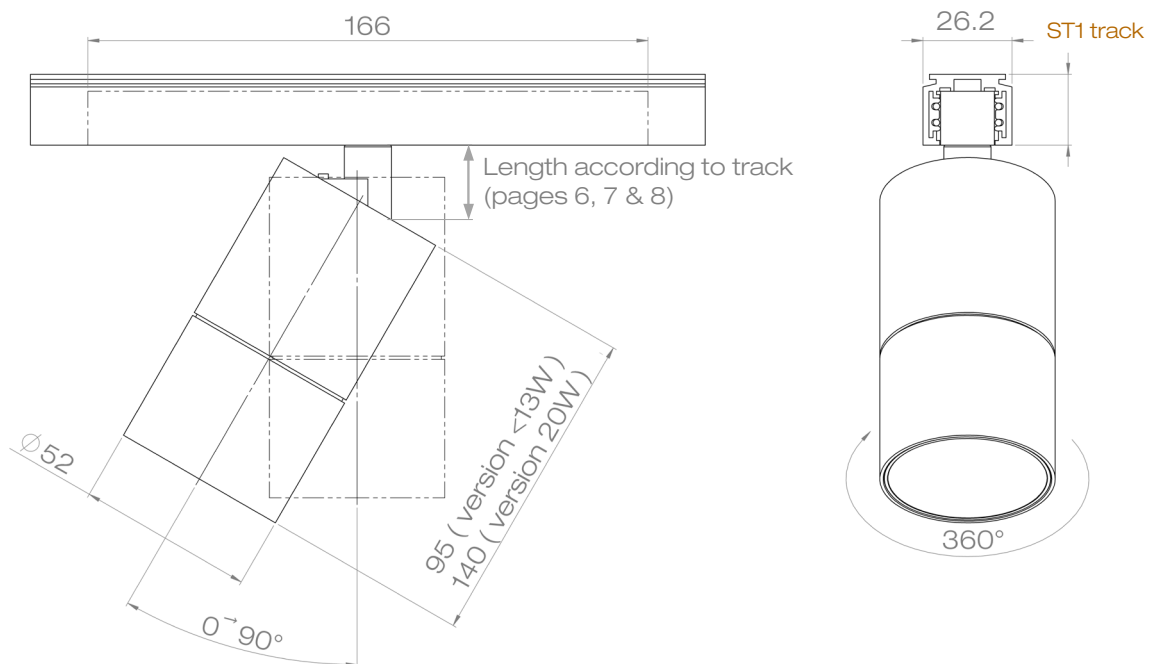 166
26.2
ST1 track
Length according to track
(pages 6, 7 & 8)
Ø52
95 ( version <13W )
140 ( version 20W )
0→90°
360°